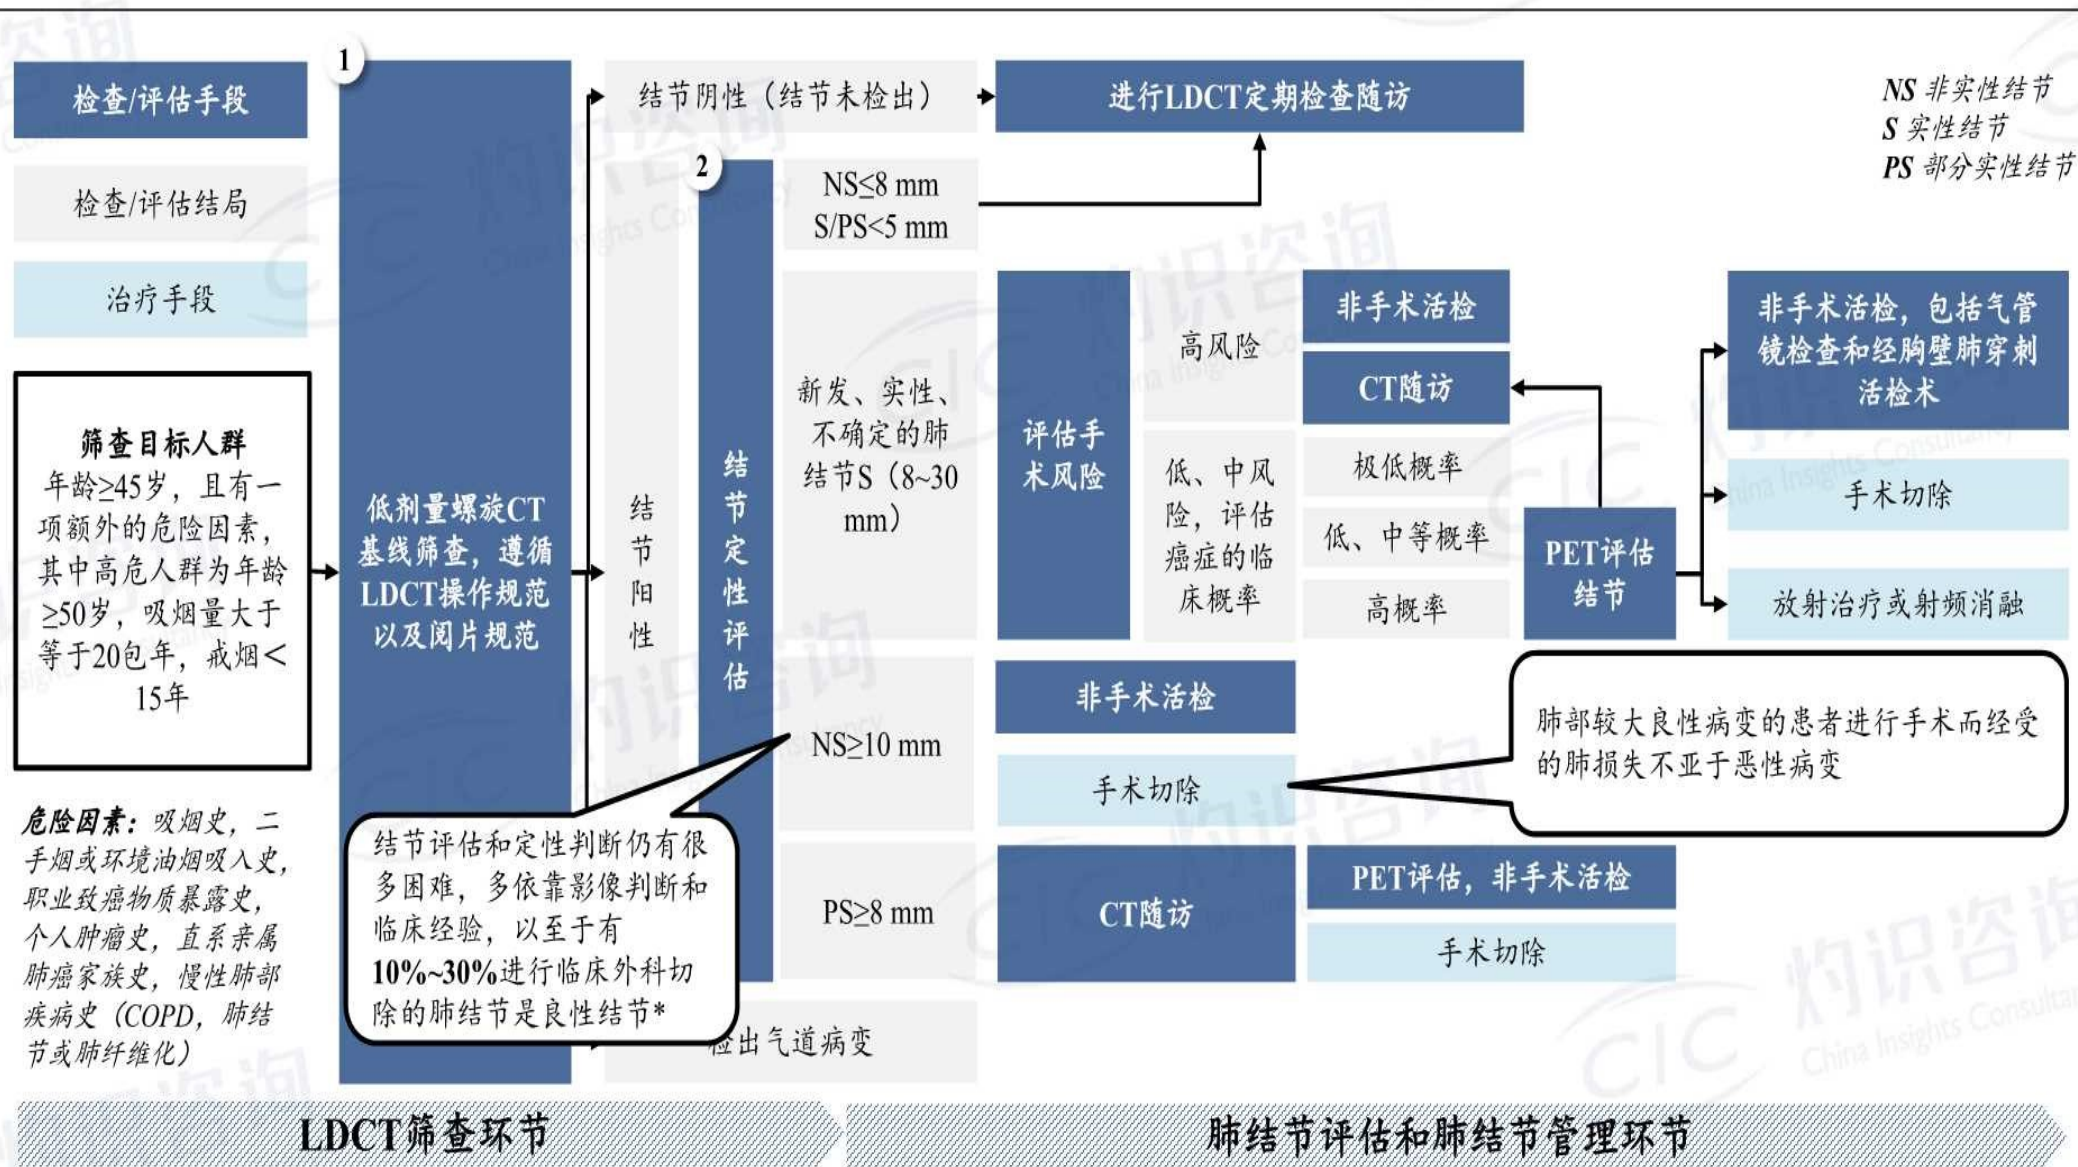 检查/评估手段
检查/评估结局
治疗手段
筛查目标人群
年龄≥45岁，且有一
项额外的危险因素，
其中高危人群为年龄
≥50岁，吸烟量大于
等于20包年，戒烟＜
15年
危险因素：吸烟史，二
手烟或环境油烟吸入史，
职业致癌物质暴露史，
个人肿瘤史，直系亲属
肺癌家族史，慢性肺部
疾病史（COPD，肺结
节或肺纤维化）
1
低剂量螺旋CT
基线筛查，遵循
LDCT操作规范
以及阅片规范
结节阴性（结节未检出）
进行LDCT定期检查随访
NS 非实性结节
S 实性结节
PS 部分实性结节
结节阳性
2
结节定性评估
NS≤8 mm
S/PS<5 mm
新发、实性、
不确定的肺
结节S（8~30
mm）
评估手
术风险
高风险
非手术活检
CT随访
低、中风
险，评估
癌症的临
床概率
极低概率
低、中等概率
高概率
PET评估
结节
非手术活检，包括气管
镜检查和经胸壁肺穿刺
活检术
手术切除
放射治疗或射频消融
NS≥10 mm
非手术活检
手术切除
肺部较大良性病变的患者进行手术而经受
的肺损失不亚于恶性病变
PS≥8 mm
CT随访
PET评估，非手术活检
手术切除
结节评估和定性判断仍有很
多困难，多依靠影像判断和
临床经验，以至于有
10%~30%进行临床外科切
除的肺结节是良性结节*
检出气道病变
LDCT筛查环节
肺结节评估和肺结节管理环节
CIC 灼识咨询
China Insights Consultancy